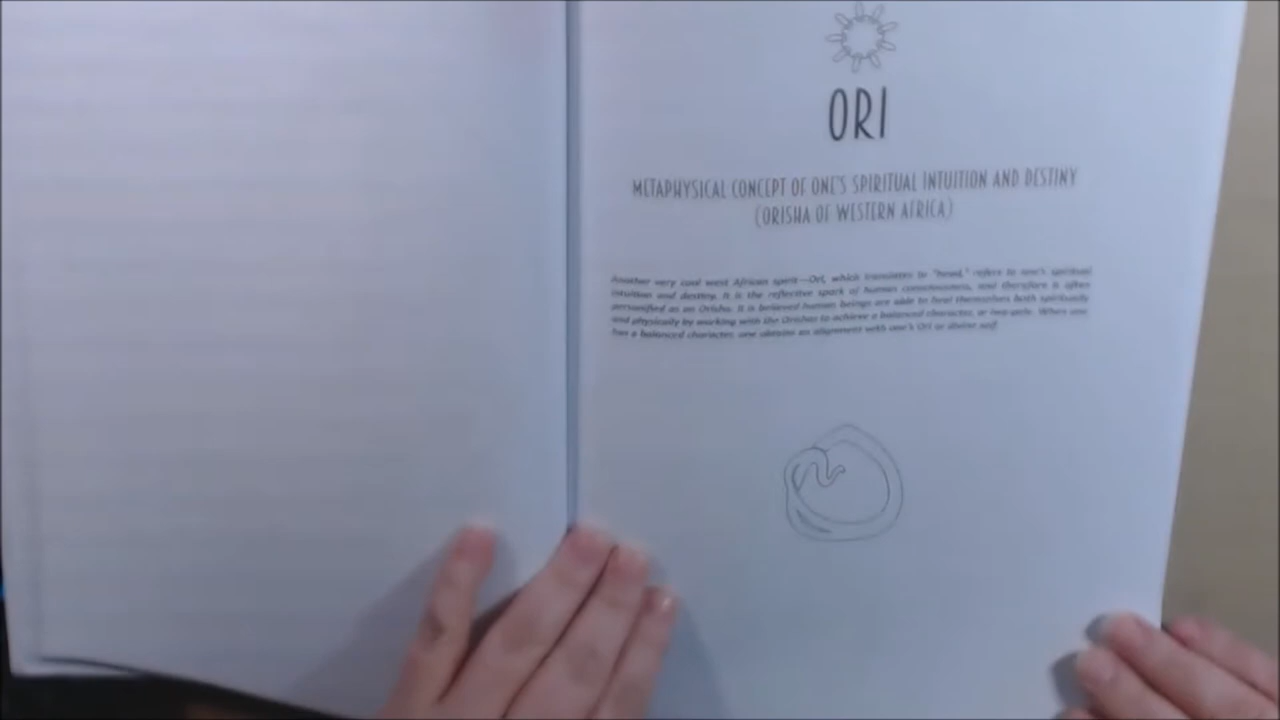 ORI
METAPHYSICAL CONCEPT OF ONE'S SPIRITUAL INTUITION AND DESTINY
(ORISHA OF WESTERN AFRICA)
Another very cool west African spirit—Ori, which translates to "head," refers to one's spiritual
intuition and destiny. It is the reflective spark of human consciousness, and therefore is often
personified as an Orisha. It is believed human beings are able to heal themselves both spiritually
and physically by working with the Orishas to achieve a balanced character, or When one
has a balanced character, one obtains an alignment with one's Ori or divine self.